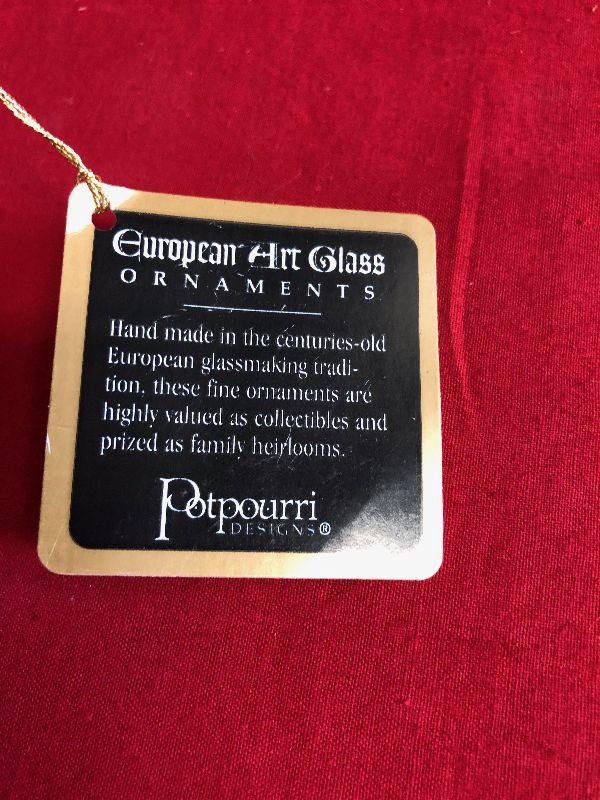 European Art Glass
ORNAMENTS
Hand made in the centuries-old
European glassmaking tradi-
tion, these fine ornaments are
highly valued as collectibles and
prized as family heirlooms.
Potpourri
DESIGNS®